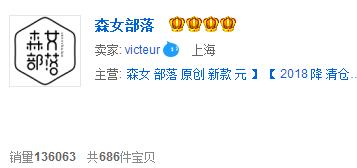 森女部落
森女
部落
卖家: victeur 上海
主营: 森女 部落 原创 新款 元 】【 2018 降 清仓...
销量136063 共686件宝贝